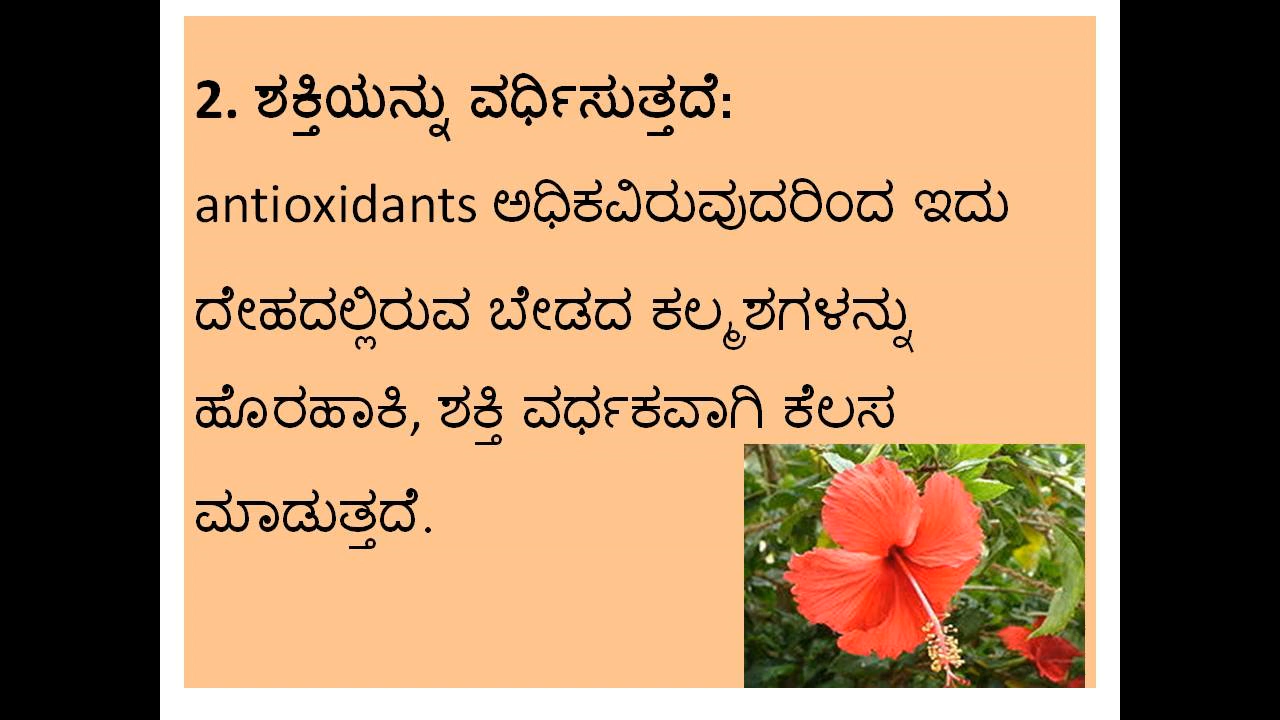 2. ಶಕ್ತಿಯನ್ನು ವರ್ಧಿಸುತ್ತದೆ:
antioxidants ಅಧಿಕವಿರುವುದರಿಂದ ಇದು
ದೇಹದಲ್ಲಿರುವ ಬೇಡದ ಕಲ್ಮ್ರಶಗಳನ್ನು
ಹೊರಹಾಕಿ, ಶಕ್ತಿ ವರ್ಧಕವಾಗಿ ಕೆಲಸ
ಮಾಡುತ್ತದೆ.